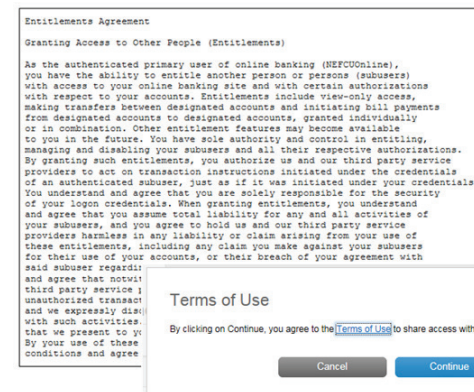 Entitlements Agreement
Granting Access to Other People (Entitlements)
As the authenticated primary user of online banking (NEFCUOnline),
you have the ability to entitle another person or persons (subusers)
with access to your online banking site and with certain authorizations
with respect to your accounts. Entitlements include view-only access,
making transfers between designated accounts and initiating bill payments
from designated accounts to designated accounts, granted individually
or in combination. Other entitlement features may become available
to you in the future. You have sole authority and control in entitling,
managing and disabling your subusers and all their respective authorizations.
By granting such entitlements, you authorize us and our third party service
providers to act on transaction instructions initiated under the credentials
of an authenticated subuser, just as if it was initiated under your credentials.
You understand and agree that you are solely responsible for the security
of your logon credentials. When granting entitlements, you understand
and agree that you assume total liability for any and all activities of
your subusers, and you agree to hold us and our third party service
providers harmless in any liability or claim arising from your use of
these entitlements, including any claim you make against your subusers
for their use of your accounts, or their breach of your agreement with
said subuser
and agree that
third party service
unauthorized
and we expressly
with such activities.
that we present to
By your use of these
conditions and agree
Terms of Use
By clicking on Continue, you agree to the Terms of Use to share access with
Cancel
Continue